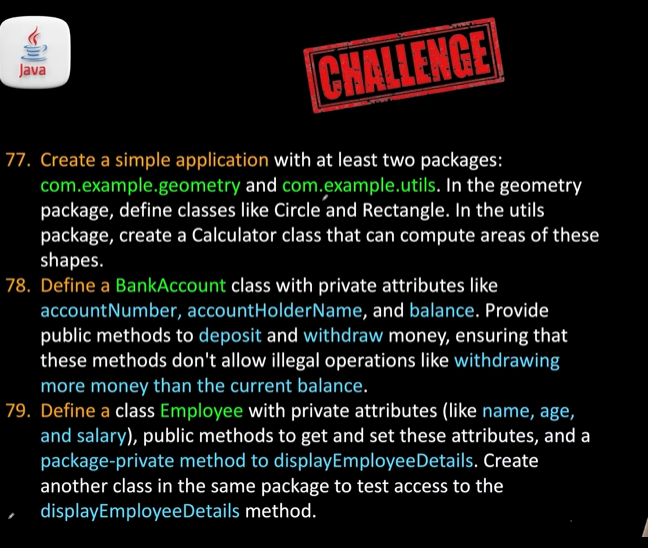 Java
CHALLENGE
77. Create a simple application with at least two packages:
com.example.geometry and com.example.utils. In the geometry
package, define classes like Circle and Rectangle. In the utils
package, create a Calculator class that can compute areas of these
shapes.
78. Define a BankAccount class with private attributes like
accountNumber, accountHolderName, and balance. Provide
public methods to deposit and withdraw money, ensuring that
these methods don't allow illegal operations like withdrawing
more money than the current balance.
79. Define a class Employee with private attributes (like name, age,
and salary), public methods to get and set these attributes, and a
package-private method to displayEmployeeDetails. Create
another class in the same package to test access to the
displayEmployeeDetails method.